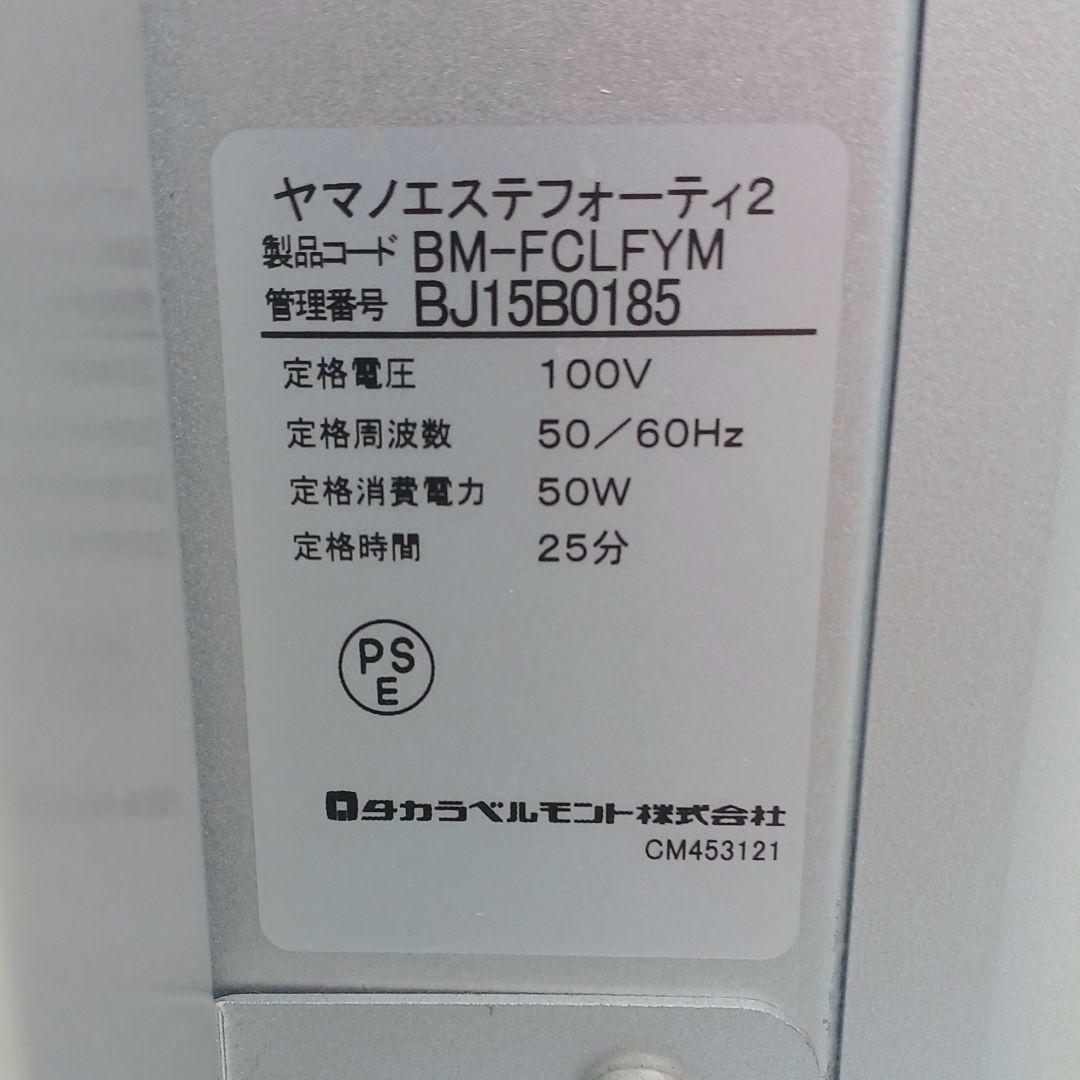 ヤマノエステフォーティ2
製品コード BM-FCLFYM
管理番号 BJ15B0185
定格電圧 100V
定格周波数 50／60Hz
定格消費電力 50W
定格時間 25分
PS
E
タカラベルモント株式会社
CM453121